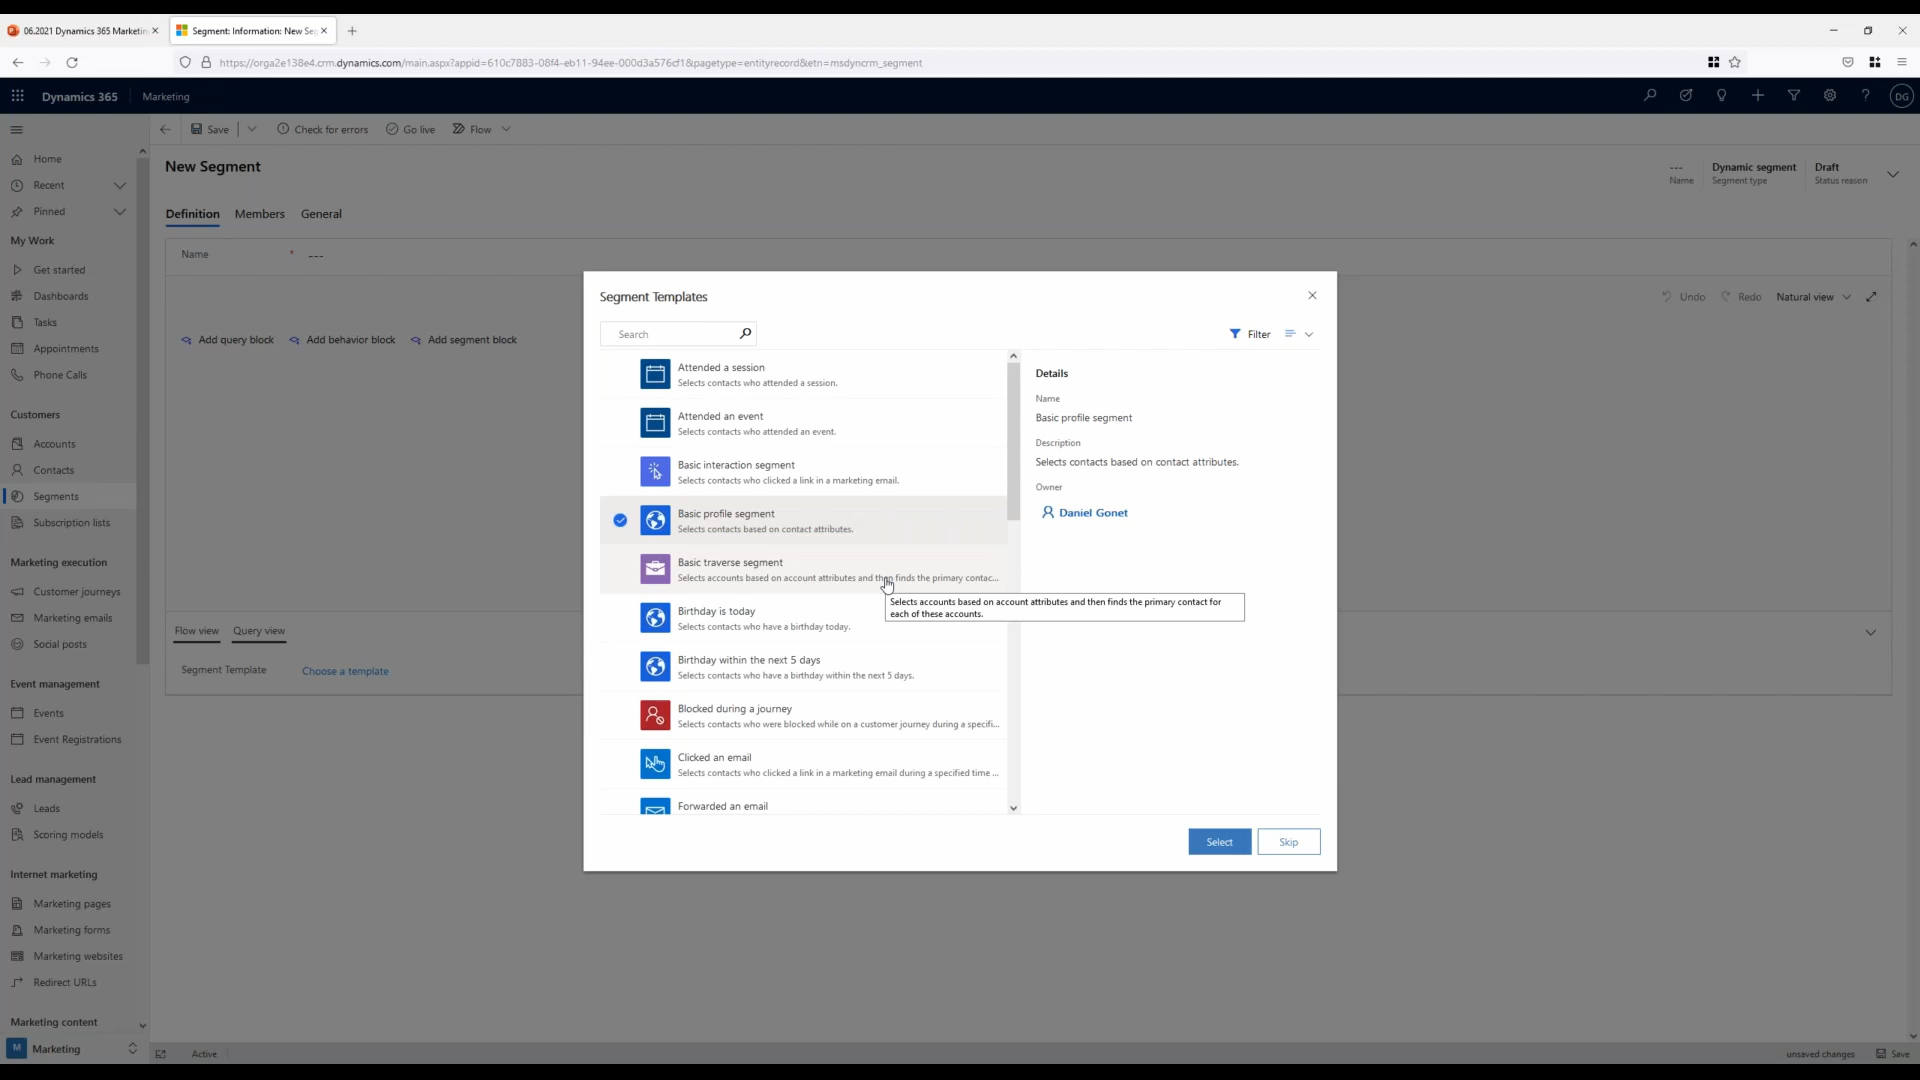 06.2021 Dynamics 365 Marketin
Segment: Information: New Se
https://orga2e138e4.crm.dynamics.com/main.aspx?appid=610c7883-08f4-eb11-94ee-000d3a576cf1&pagetype=entityrecord&etn=msdyncrm_segment
Dynamics 365
Marketing
DG
Save
Check for errors
Go live
Flow
Home
Recent
Pinned
My Work
Get started
Dashboards
Tasks
Appointments
Phone Calls
Customers
Accounts
Contacts
Segments
Subscription lists
Marketing execution
Customer journeys
Marketing emails
Social posts
Event management
Events
Event Registrations
Lead management
Leads
Scoring models
Internet marketing
Marketing pages
Marketing forms
Marketing websites
Redirect URLs
Marketing content
M Marketing
New Segment
---
Name
Dynamic segment
Segment type
Draft
Status reason
Definition
Members
General
Name * ---
Undo
Redo
Natural view
Add query block
Add behavior block
Add segment block
Flow view
Query view
Segment Template
Choose a template
Segment Templates
Search
Filter
Attended a session
Selects contacts who attended a session.
Attended an event
Selects contacts who attended an event.
Basic interaction segment
Selects contacts who clicked a link in a marketing email.
Basic profile segment
Selects contacts based on contact attributes.
Basic traverse segment
Selects accounts based on account attributes and then finds the primary contac...
Selects accounts based on account attributes and then finds the primary contact for
each of these accounts.
Birthday is today
Selects contacts who have a birthday today.
Birthday within the next 5 days
Selects contacts who have a birthday within the next 5 days.
Blocked during a journey
Selects contacts who were blocked while on a customer journey during a specifi...
Clicked an email
Selects contacts who clicked a link in a marketing email during a specified time ...
Forwarded an email
Details
Name
Basic profile segment
Description
Selects contacts based on contact attributes.
Owner
Daniel Gonet
Select
Skip
Active
unsaved changes
Save